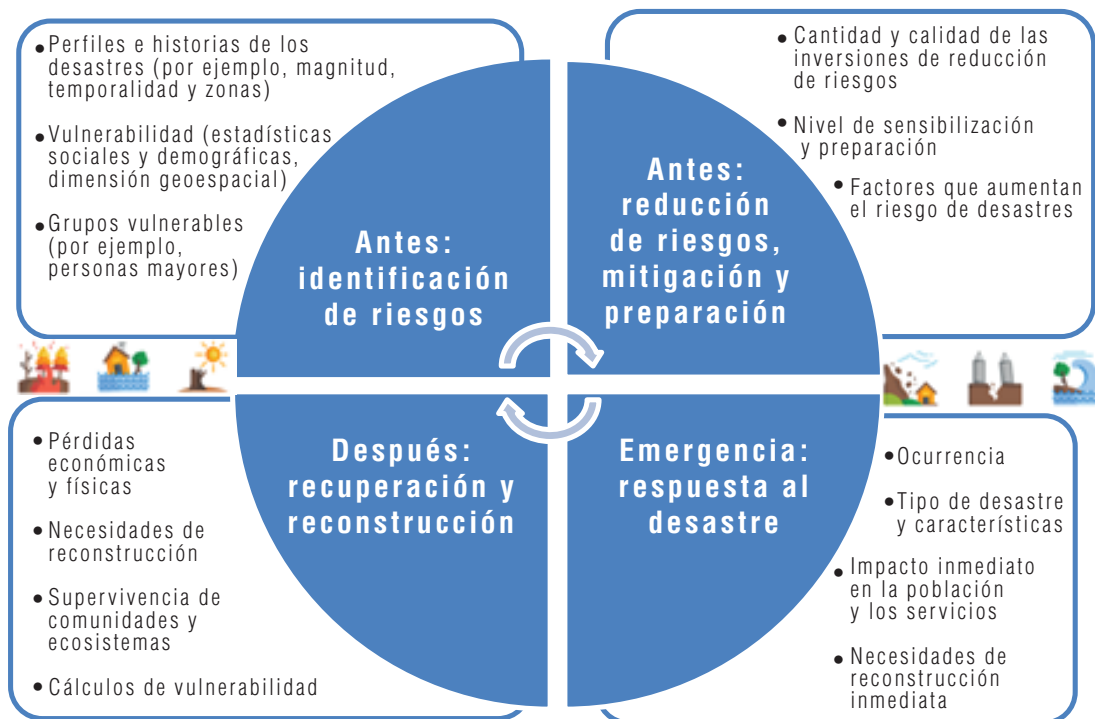 • Perfiles e historias de los
desastres (por ejemplo, magnitud,
temporalidad y zonas)
• Vulnerabilidad (estadísticas
sociales y demográficas,
dimensión geoespacial)
• Grupos vulnerables
(por ejemplo,
personas mayores)
Antes:
identificación
de riesgos
• Cantidad y calidad de las
inversiones de reducción
de riesgos
• Nivel de sensibilización
y preparación
• Factores que aumentan
el riesgo de desastres
Antes:
reducción
de riesgos,
mitigación y
preparación
• Pérdidas
económicas
y físicas
• Necesidades de
reconstrucción
• Supervivencia de
comunidades y
ecosistemas
• Cálculos de vulnerabilidad
Después:
recuperación y
reconstrucción
Emergencia:
respuesta al
desastre
• Ocurrencia
• Tipo de desastre
y características
• Impacto inmediato
en la población
y los servicios
• Necesidades de
reconstrucción
inmediata